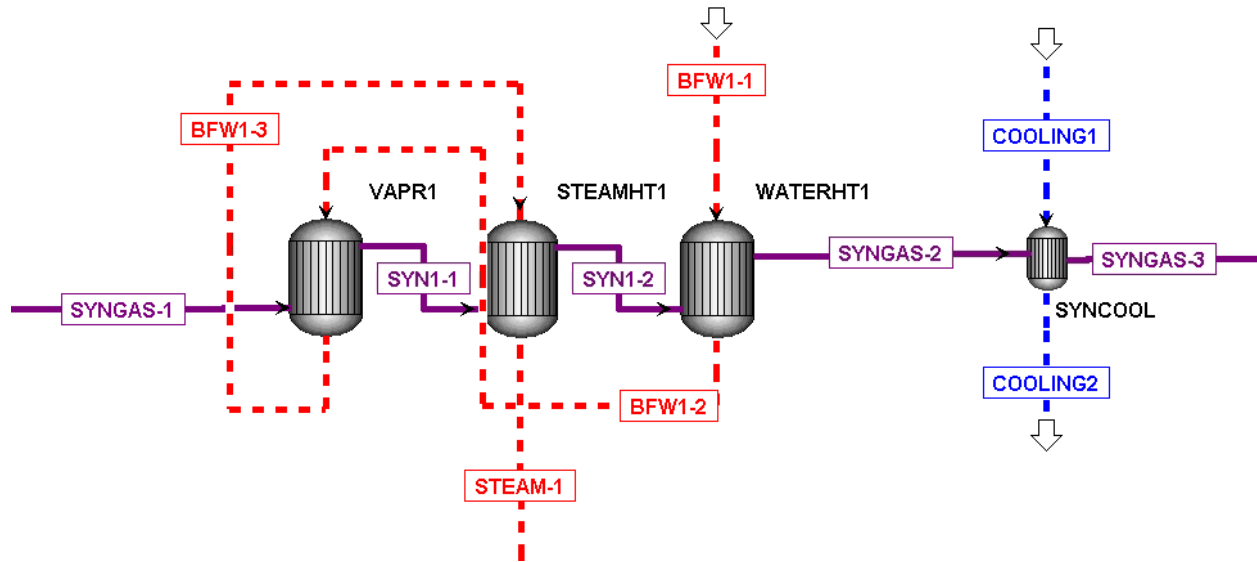 BFW1-1
BFW1-3
COOLING1
VAPR1
STEAMHT1
WATERHT1
SYN1-1
SYN1-2
SYNGAS-2
SYNGAS-3
SYNGAS-1
SYNCOOL
COOLING2
BFW1-2
STEAM-1